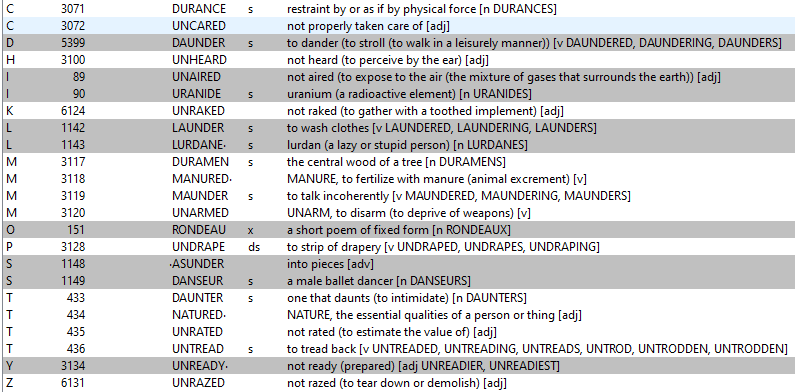 C 3071 DURANCE s restraint by or as if by physical force [n DURANCES]
C 3072 UNCARED not properly taken care of [adj]
D 5399 DAUNDER s to dander (to stroll (to walk in a leisurely manner)) [v DAUNDERED, DAUNDERING, DAUNDERS]
H 3100 UNHEARD not heard (to perceive by the ear) [adj]
I 89 UNAIRED not aired (to expose to the air (the mixture of gases that surrounds the earth)) [adj]
I 90 URANIDE s uranium (a radioactive element) [n URANIDES]
K 6124 UNRAKED not raked (to gather with a toothed implement) [adj]
L 1142 LAUNDER s to wash clothes [v LAUNDERED, LAUNDERING, LAUNDERS]
L 1143 LURDANE· s lurdan (a lazy or stupid person) [n LURDANES]
M 3117 DURAMEN s the central wood of a tree [n DURAMENS]
M 3118 MANURED· MANURE, to fertilize with manure (animal excrement) [v]
M 3119 MAUNDER s to talk incoherently [v MAUNDERED, MAUNDERING, MAUNDERS]
M 3120 UNARMED UNARM, to disarm (to deprive of weapons) [v]
O 151 RONDEAU x a short poem of fixed form [n RONDEAUX]
P 3128 UNDRAPE ds to strip of drapery [v UNDRAPED, UNDRAPES, UNDRAPING]
S 1148 ·ASUNDER into pieces [adv]
S 1149 DANSEUR s a male ballet dancer [n DANSEURS]
T 433 DAUNTER s one that daunts (to intimidate) [n DAUNTERS]
T 434 NATURED· NATURE, the essential qualities of a person or thing [adj]
T 435 UNRATED not rated (to estimate the value of) [adj]
T 436 UNTREAD s to tread back [v UNTREADED, UNTREADING, UNTREADS, UNTROD, UNTRODDEN, UNTRODDEN]
Y 3134 UNREADY· not ready (prepared) [adj UNREADIER, UNREADIEST]
Z 6131 UNRAZED not razed (to tear down or demolish) [adj]